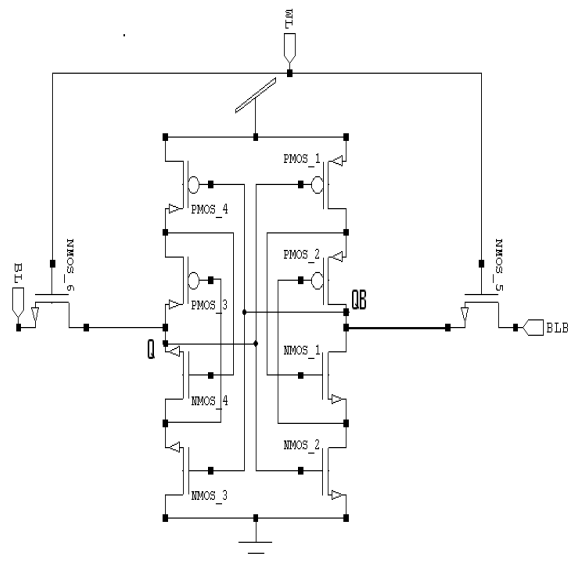 WL
PMOS_1
PMOS_4
NMOS_6
NMOS_5
PMOS_2
BL
PMOS_3
QB
BLB
Q
NMOS_1
NMOS_4
NMOS_2
NMOS_3